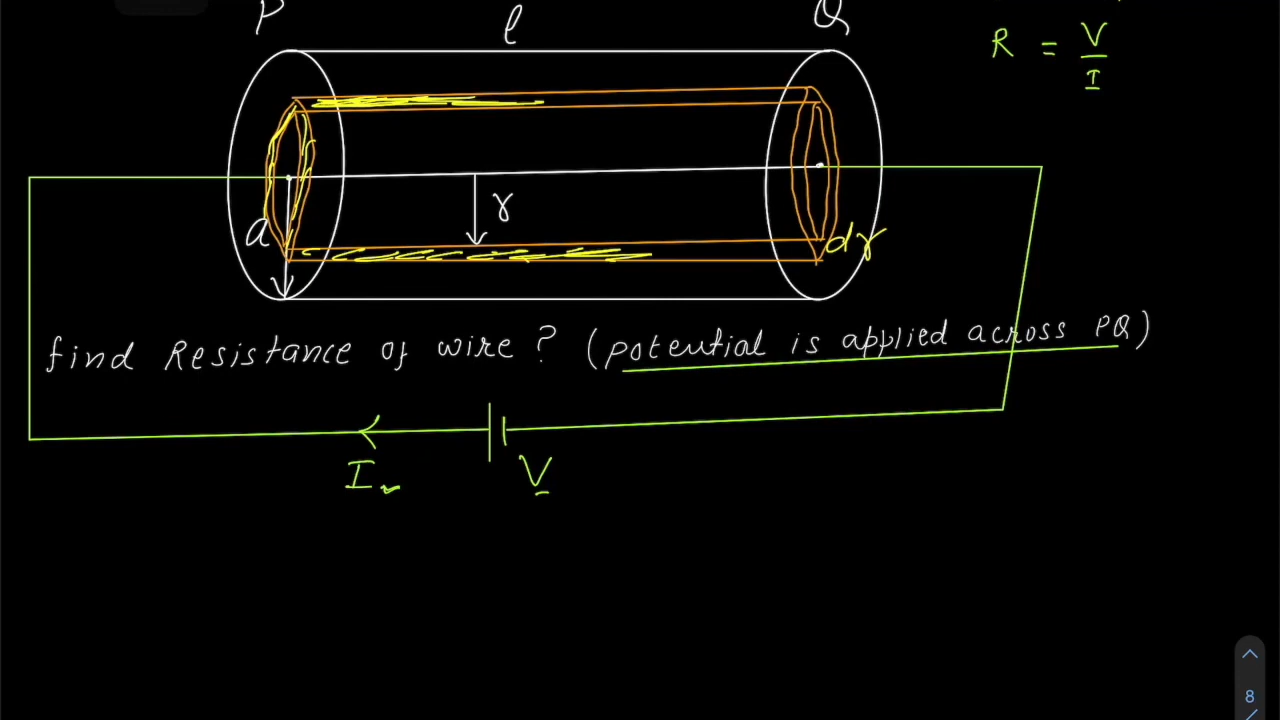 P l Q
R = V/I
r
a
dr
find Resistance of wire? (potential is applied across PQ)
I
V
8